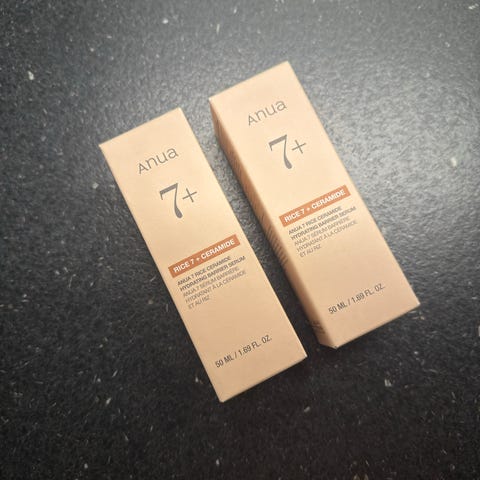 Anua
7+
RICE 7 + CERAMIDE
ANUA 7 RICE CERAMIDE
HYDRATING BARRIER SERUM
ANUA 7 SÉRUM BARRIÈRE
HYDRATANT À LA CÉRAMIDE
ET AU RIZ
50 ML / 1.69 FL. OZ.
Anua
7+
RICE 7 + CERAMIDE
ANUA 7 RICE CERAMIDE
HYDRATING BARRIER SERUM
ANUA 7 SÉRUM BARRIÈRE
HYDRATANT À LA CÉRAMIDE
ET AU RIZ
50 ML / 1.69 FL. OZ.